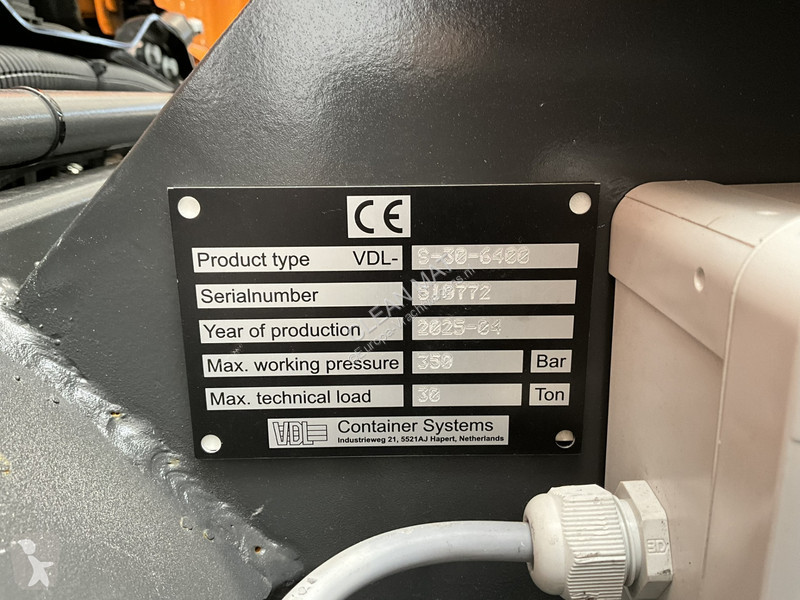 CE
Product type VDL- S-30-6400
Serialnumber 510772
Year of production 2025-04
Max. working pressure 350 Bar
Max. technical load 30 Ton
VDL Container Systems
Industrieweg 21, 5521AJ Hapert, Netherlands